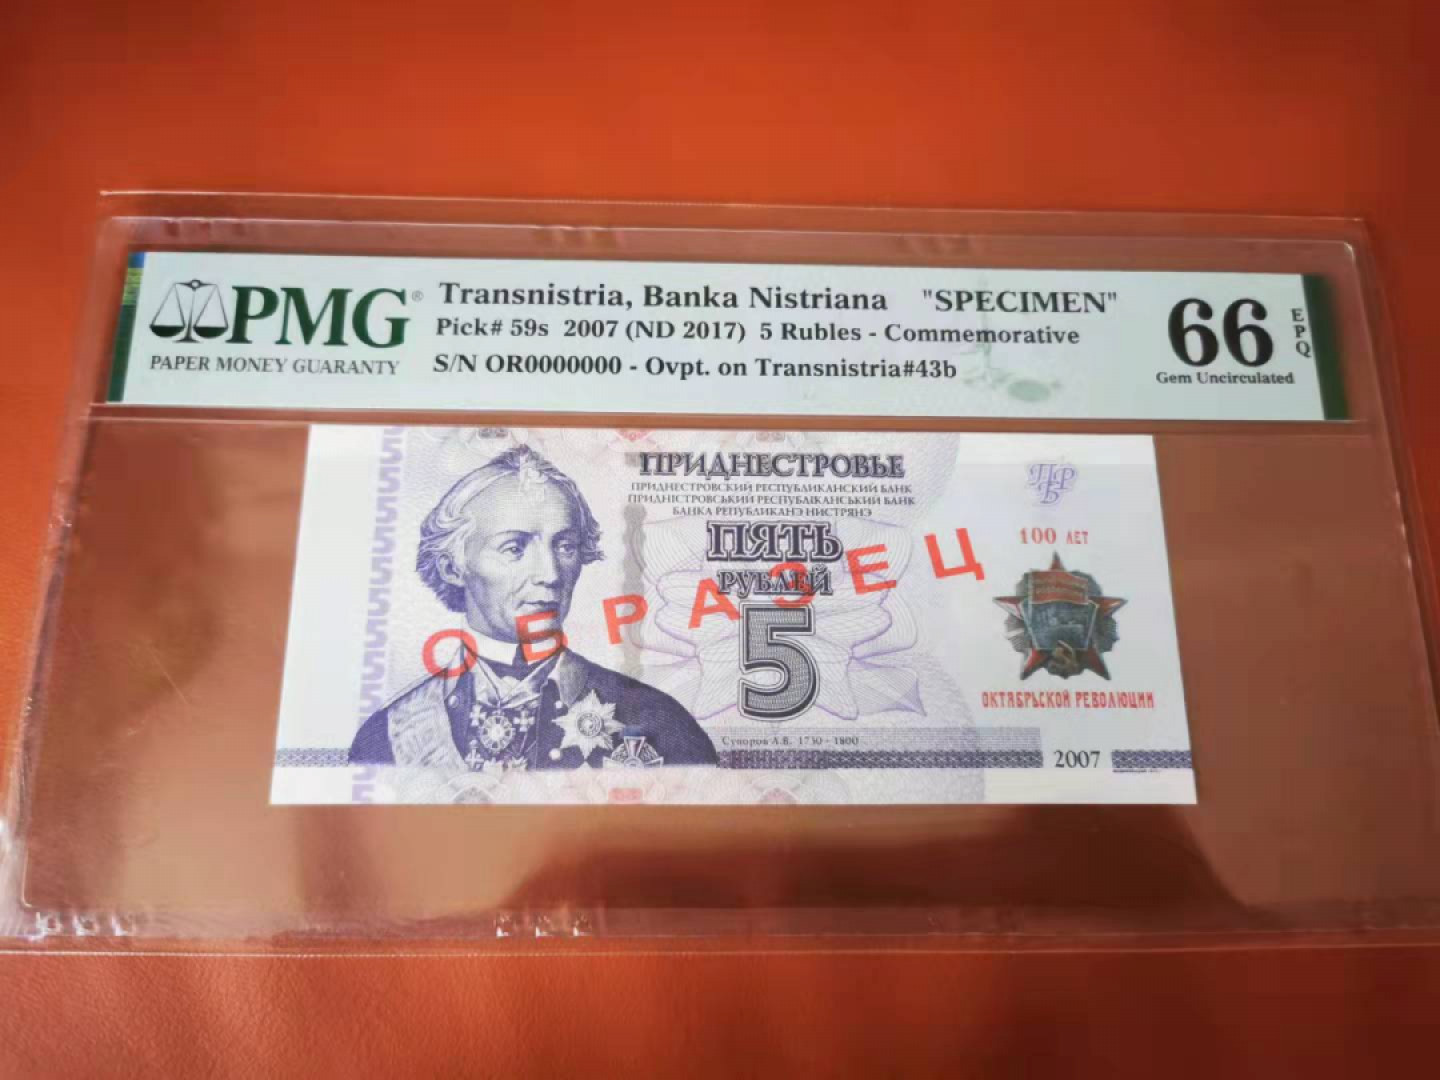 PMG®
PAPER MONEY GUARANTY
Transnistria, Banka Nistriana "SPECIMEN"
Pick# 59s 2007 (ND 2017) 5 Rubles - Commemorative
S/N OR0000000 - Ovpt. on Transnistria#43b
66
EPQ
Gem Uncirculated
ПРИДНЕСТРОВЬЕ
ПРИДНЕСТРОВСКИЙ РЕСПУБЛИКАНСКИЙ БАНК
ПРИДНІСТРОВСЬКИЙ РЕСПУБЛІКАНСЬКИЙ БАНК
БАНКА РЕПУБЛИКАНЭ НИСТРЯНЭ
ПЯТЬ
РУБЛЕЙ
5
ОБРАЗЕЦ
ПРБ
100 ЛЕТ
ОКТЯБРЬСКОЙ РЕВОЛЮЦИИ
Суворов А.В. 1730 - 1800
2007